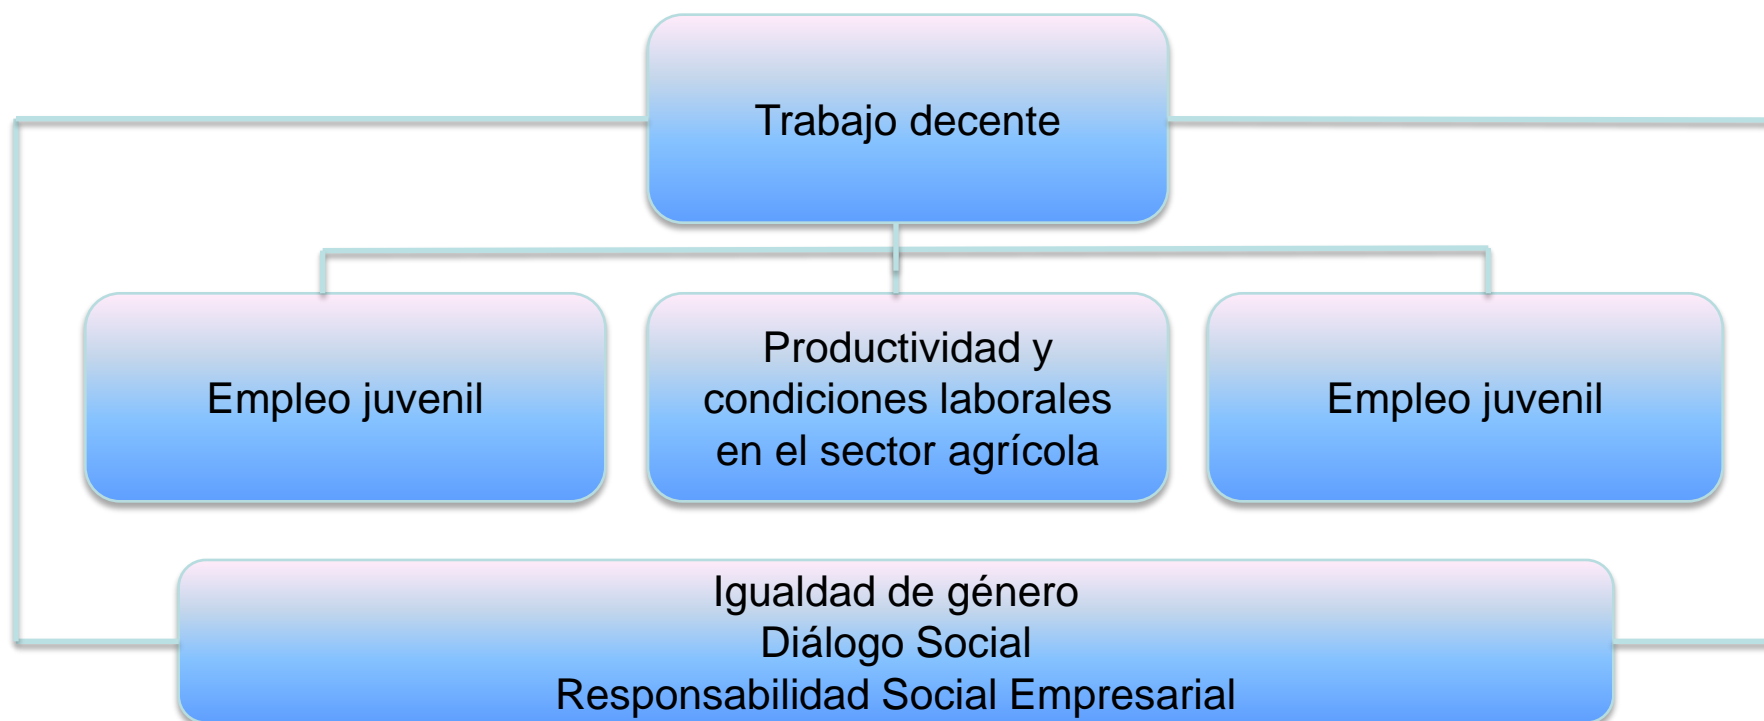 Trabajo decente
Empleo juvenil
Productividad y
condiciones laborales
en el sector agrícola
Empleo juvenil
Igualdad de género
Diálogo Social
Responsabilidad Social Empresarial